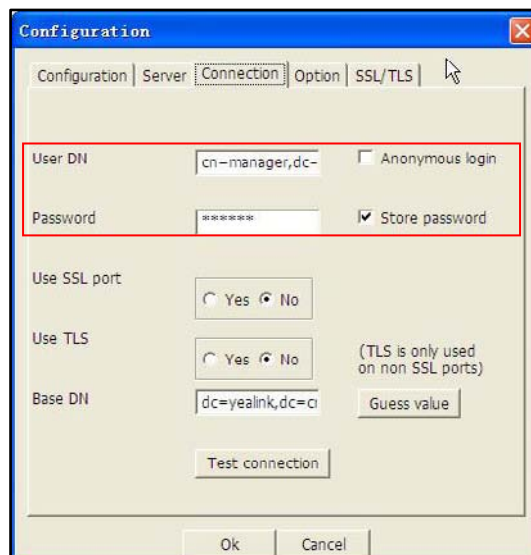 Configuration
Configuration Server Connection Option SSL/TLS
User DN cn-manager,dc- Anonymous login
Password ****** Store password
Use SSL port
Yes No
Use TLS
Yes No (TLS is only used
on non SSL ports)
Base DN dc=yealink,dc=c Guess value
Test connection
Ok Cancel